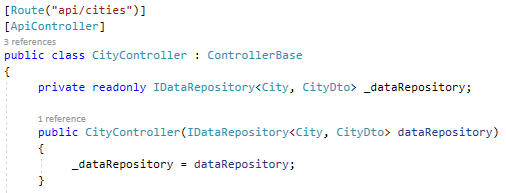 [Route("api/cities")]
[ApiController]
3 references
public class CityController : ControllerBase
{
private readonly IDataRepository<City, CityDto> _dataRepository;
1 reference
public CityController(IDataRepository<City, CityDto> dataRepository)
{
_dataRepository = dataRepository;
}